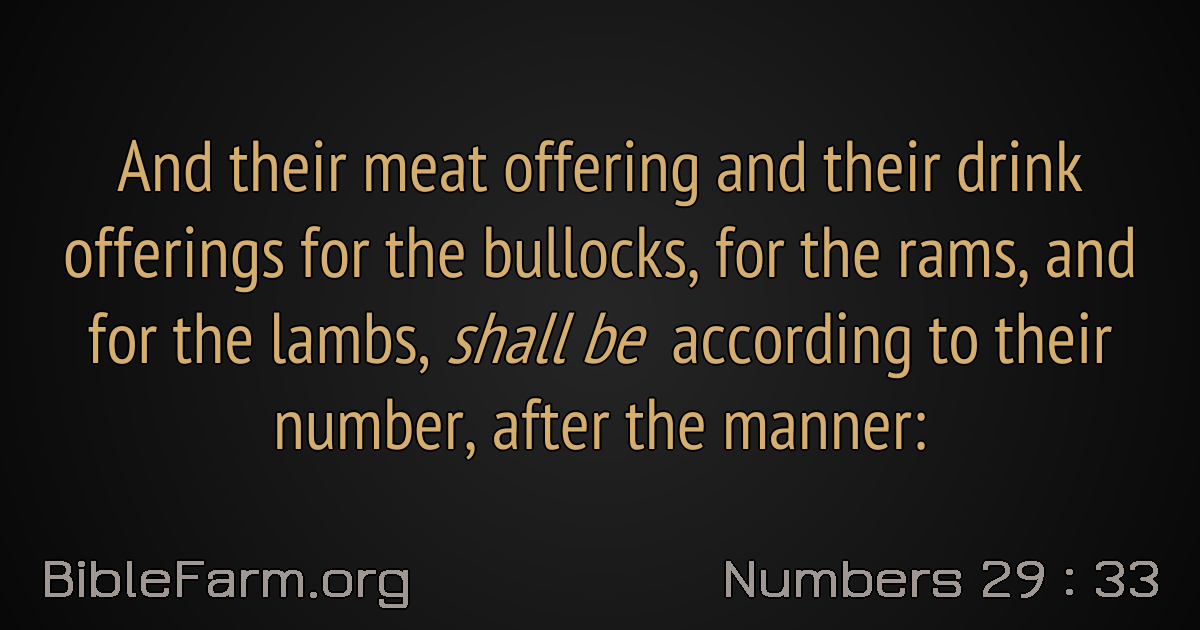 And their meat offering and their drink
offerings for the bullocks, for the rams, and
for the lambs, shall be according to their
number, after the manner:
BibleFarm.org
Numbers 29 : 33